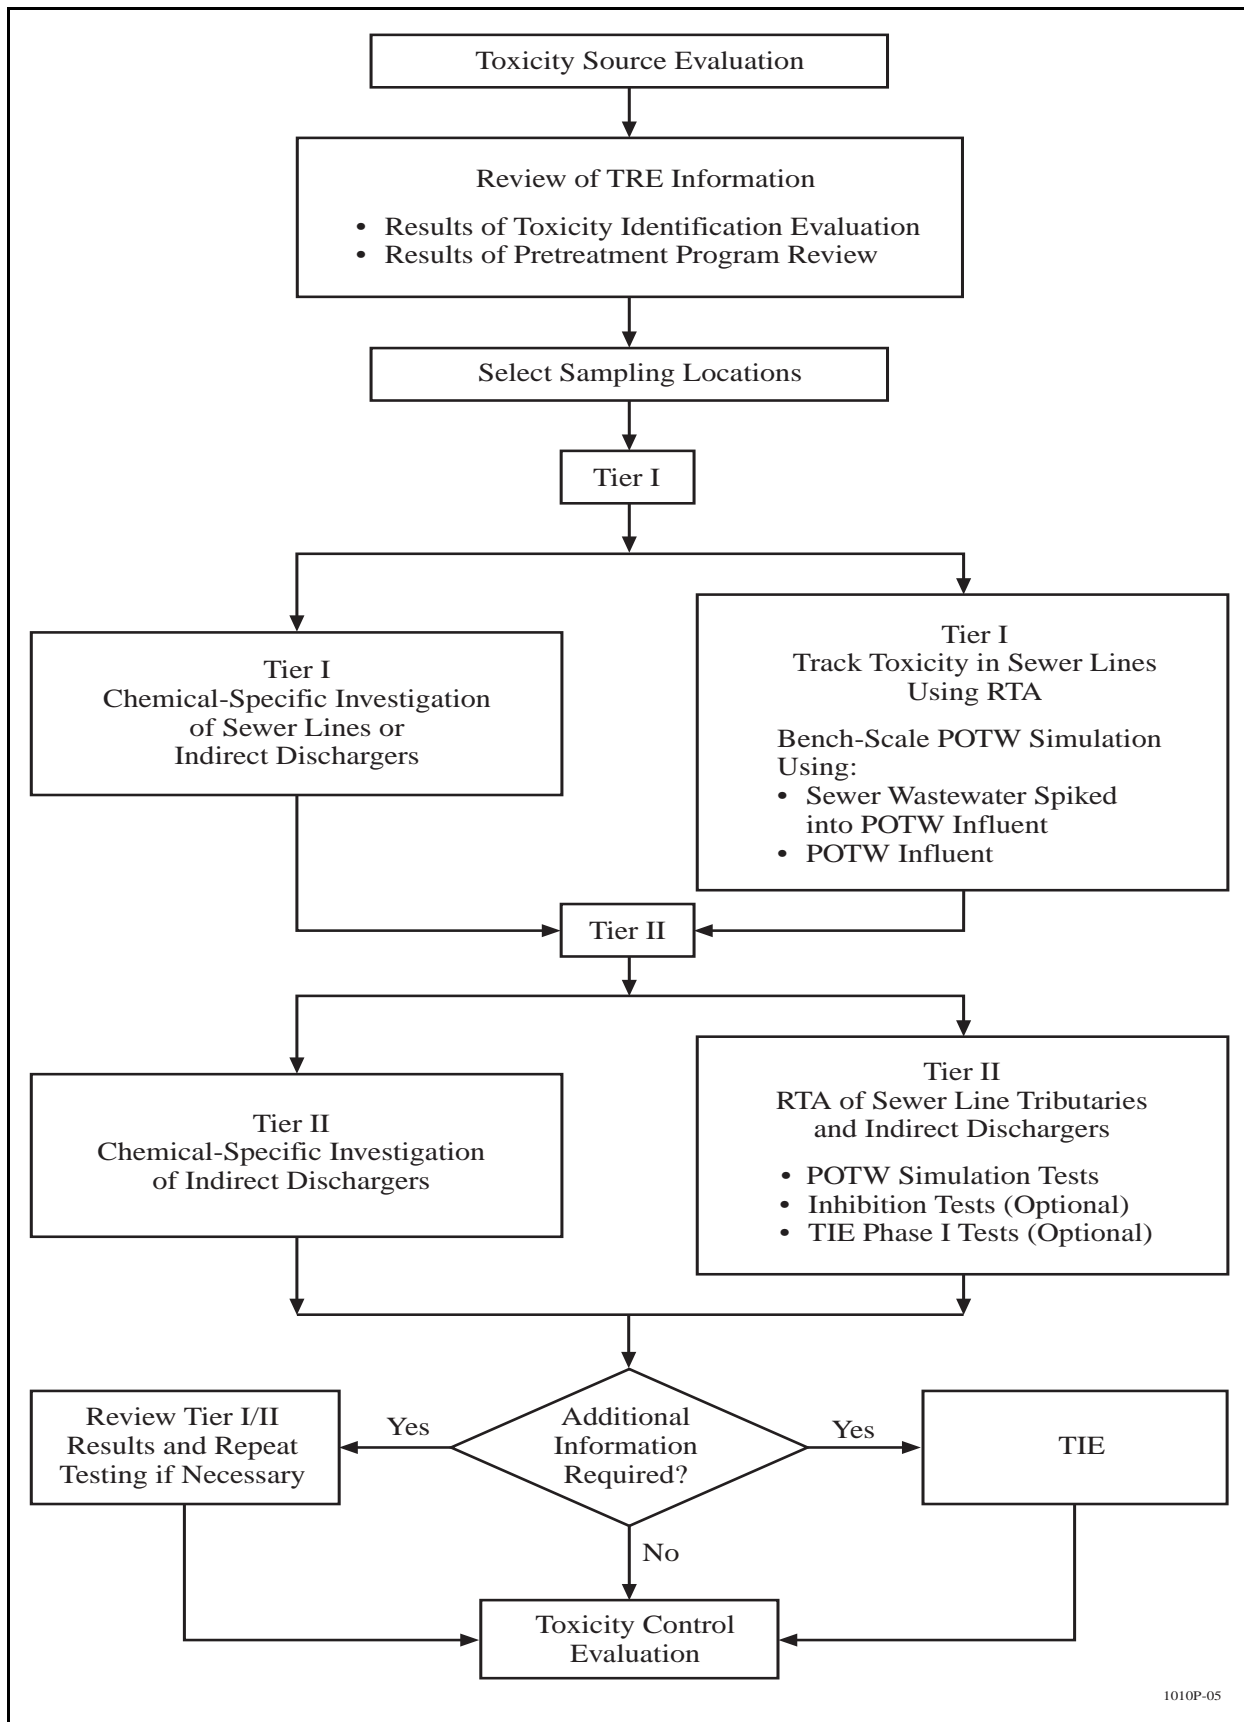 Toxicity Source Evaluation
Review of TRE Information
• Results of Toxicity Identification Evaluation
• Results of Pretreatment Program Review
Select Sampling Locations
Tier I
Tier I
Chemical-Specific Investigation
of Sewer Lines or
Indirect Dischargers
Tier I
Track Toxicity in Sewer Lines
Using RTA
Bench-Scale POTW Simulation
Using:
• Sewer Wastewater Spiked
into POTW Influent
• POTW Influent
Tier II
Tier II
Chemical-Specific Investigation
of Indirect Dischargers
Tier II
RTA of Sewer Line Tributaries
and Indirect Dischargers
• POTW Simulation Tests
• Inhibition Tests (Optional)
• TIE Phase I Tests (Optional)
Review Tier I/II
Results and Repeat
Testing if Necessary
Yes
Additional
Information
Required?
Yes
TIE
No
Toxicity Control
Evaluation
1010P-05